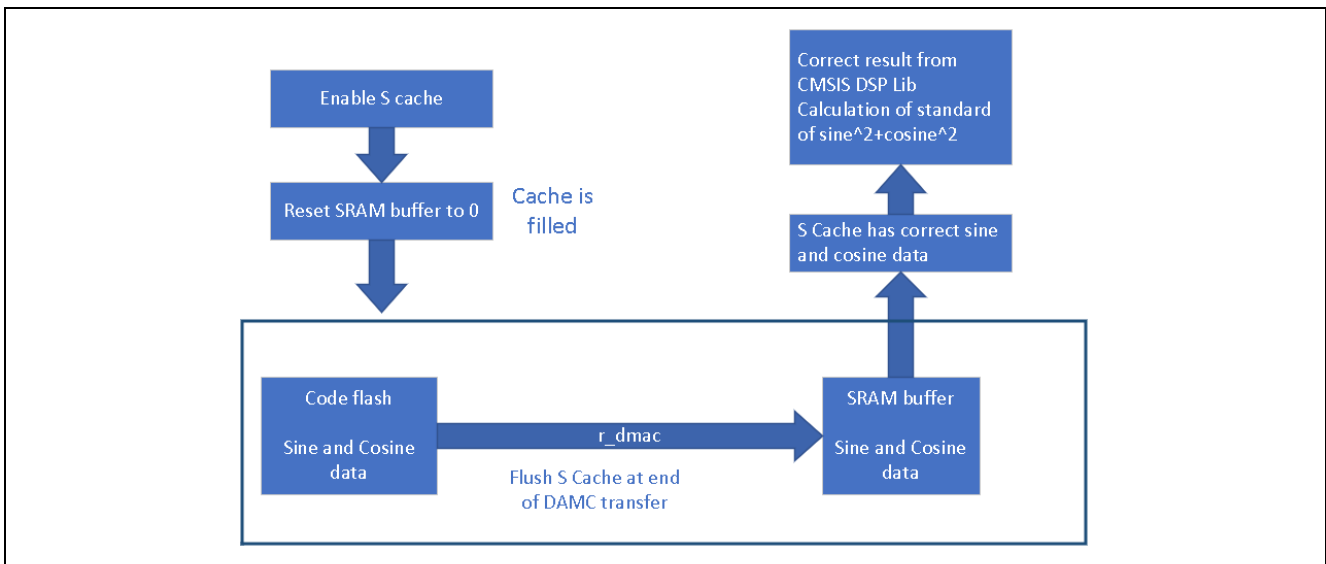 Enable S cache
Reset SRAM buffer to 0
Cache is
filled
Code flash
Sine and Cosine
data
r_dmac
Flush S Cache at end
of DAMC transfer
SRAM buffer
Sine and Cosine
data
S Cache has correct sine
and cosine data
Correct result from
CMSIS DSP Lib
Calculation of standard
of sine^2+cosine^2